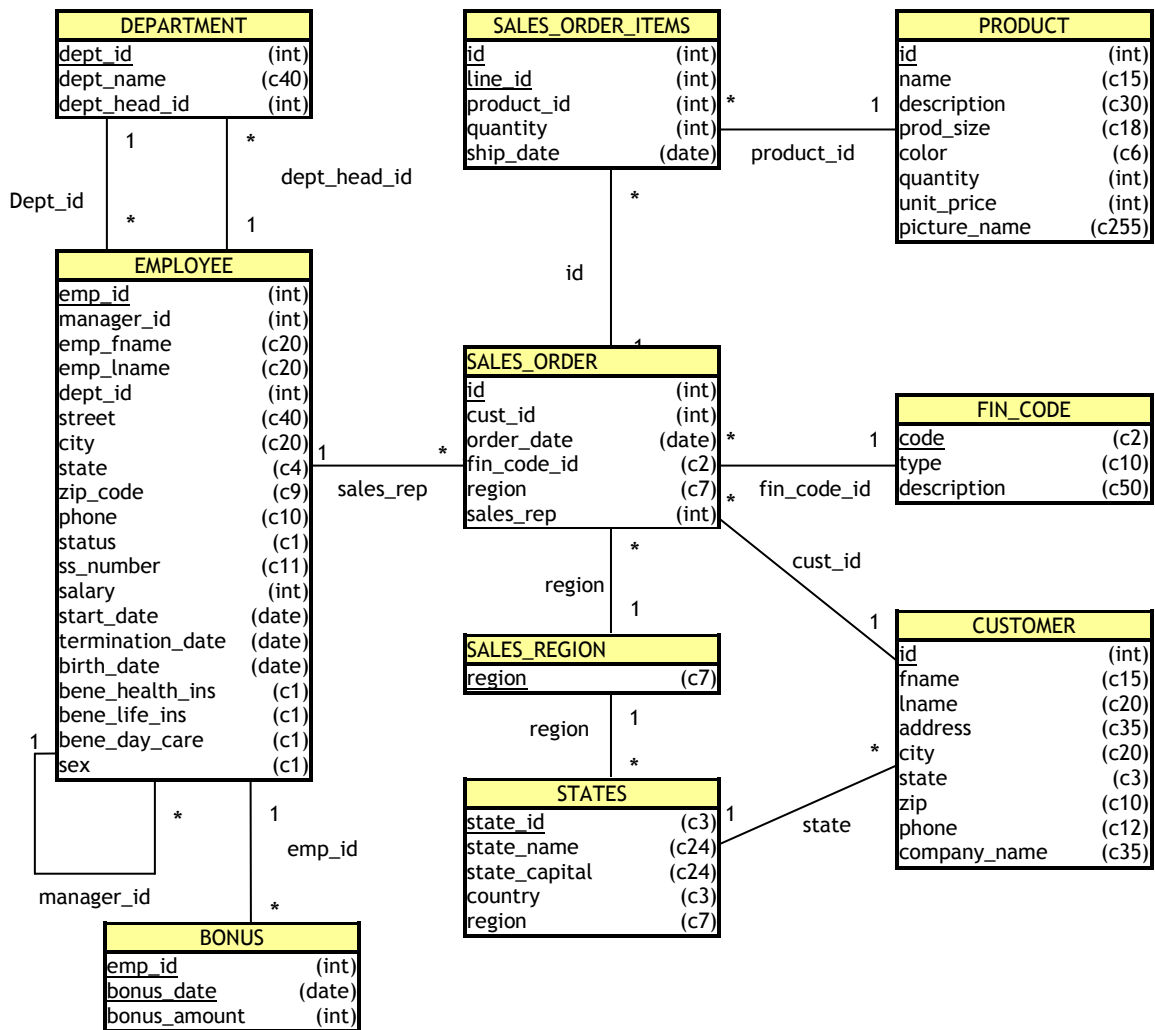 DEPARTMENT
dept_id (int)
dept_name (c40)
dept_head_id (int)
1
*
Dept_id
dept_head_id
*
1
EMPLOYEE
emp_id (int)
manager_id (int)
emp_fname (c20)
emp_lname (c20)
dept_id (int)
street (c40)
city (c20)
state (c4)
zip_code (c9)
phone (c10)
status (c1)
ss_number (c11)
salary (int)
start_date (date)
termination_date (date)
birth_date (date)
bene_health_ins (c1)
bene_life_ins (c1)
bene_day_care (c1)
sex (c1)
1
*
manager_id
1
emp_id
*
BONUS
emp_id (int)
bonus_date (date)
bonus_amount (int)
SALES_ORDER_ITEMS
id (int)
line_id (int)
product_id (int)
quantity (int)
ship_date (date)
*
1
product_id
*
id
1
SALES_ORDER
id (int)
cust_id (int)
order_date (date)
fin_code_id (c2)
region (c7)
sales_rep (int)
1
*
sales_rep
*
1
fin_code_id
*
cust_id
1
*
region
1
SALES_REGION
region (c7)
1
region
*
STATES
state_id (c3)
state_name (c24)
state_capital (c24)
country (c3)
region (c7)
1
state
*
PRODUCT
id (int)
name (c15)
description (c30)
prod_size (c18)
color (c6)
quantity (int)
unit_price (int)
picture_name (c255)
FIN_CODE
code (c2)
type (c10)
description (c50)
CUSTOMER
id (int)
fname (c15)
lname (c20)
address (c35)
city (c20)
state (c3)
zip (c10)
phone (c12)
company_name (c35)